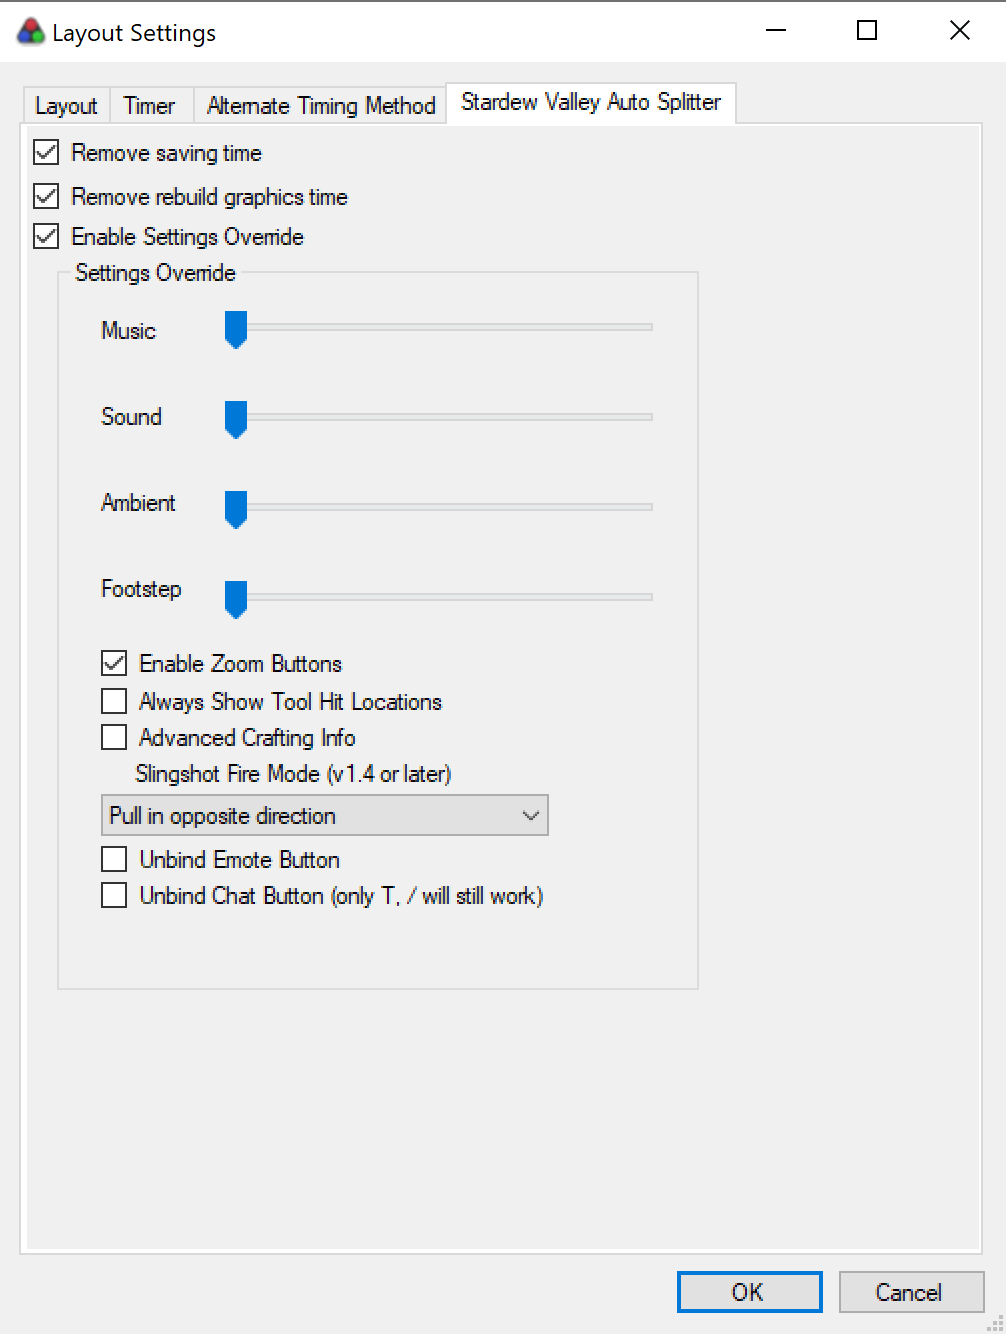 Layout Settings
Layout Timer Alternate Timing Method Stardew Valley Auto Splitter
Remove saving time
Remove rebuild graphics time
Enable Settings Override
Settings Override
Music
Sound
Ambient
Footstep
Enable Zoom Buttons
Always Show Tool Hit Locations
Advanced Crafting Info
Slingshot Fire Mode (v1.4 or later)
Pull in opposite direction
Unbind Emote Button
Unbind Chat Button (only T, / will still work)
OK Cancel